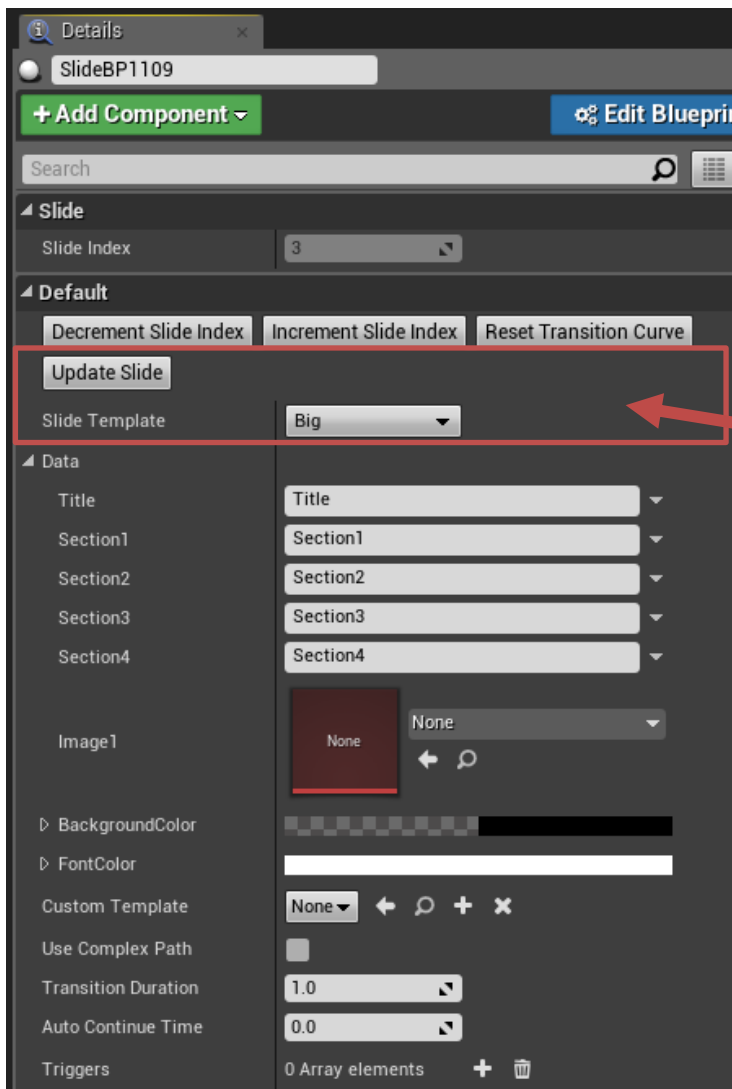 Details
SlideBP1109
+ Add Component
Edit Blueprin
Search
Slide
Slide Index 3
Default
Decrement Slide Index Increment Slide Index Reset Transition Curve
Update Slide
Slide Template Big
Data
Title Title
Section1 Section1
Section2 Section2
Section3 Section3
Section4 Section4
Image1 None None
BackgroundColor
FontColor
Custom Template None
Use Complex Path
Transition Duration 1.0
Auto Continue Time 0.0
Triggers 0 Array elements